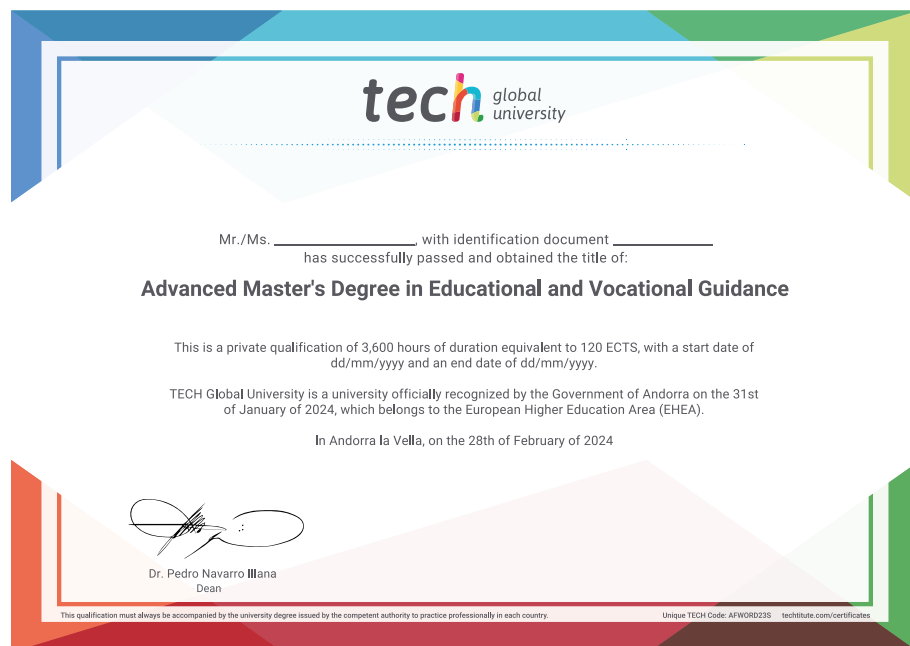 tech global university
Mr./Ms. ____________, with identification document ____________
has successfully passed and obtained the title of:
Advanced Master's Degree in Educational and Vocational Guidance
This is a private qualification of 3,600 hours of duration equivalent to 120 ECTS, with a start date of
dd/mm/yyyy and an end date of dd/mm/yyyy.
TECH Global University is a university officially recognized by the Government of Andorra on the 31st
of January of 2024, which belongs to the European Higher Education Area (EHEA).
In Andorra la Vella, on the 28th of February of 2024
Dr. Pedro Navarro Illana
Dean
This qualification must always be accompanied by the university degree issued by the competent authority to practice professionally in each country.
Unique TECH Code: AFWORD23S techtitute.com/certificates